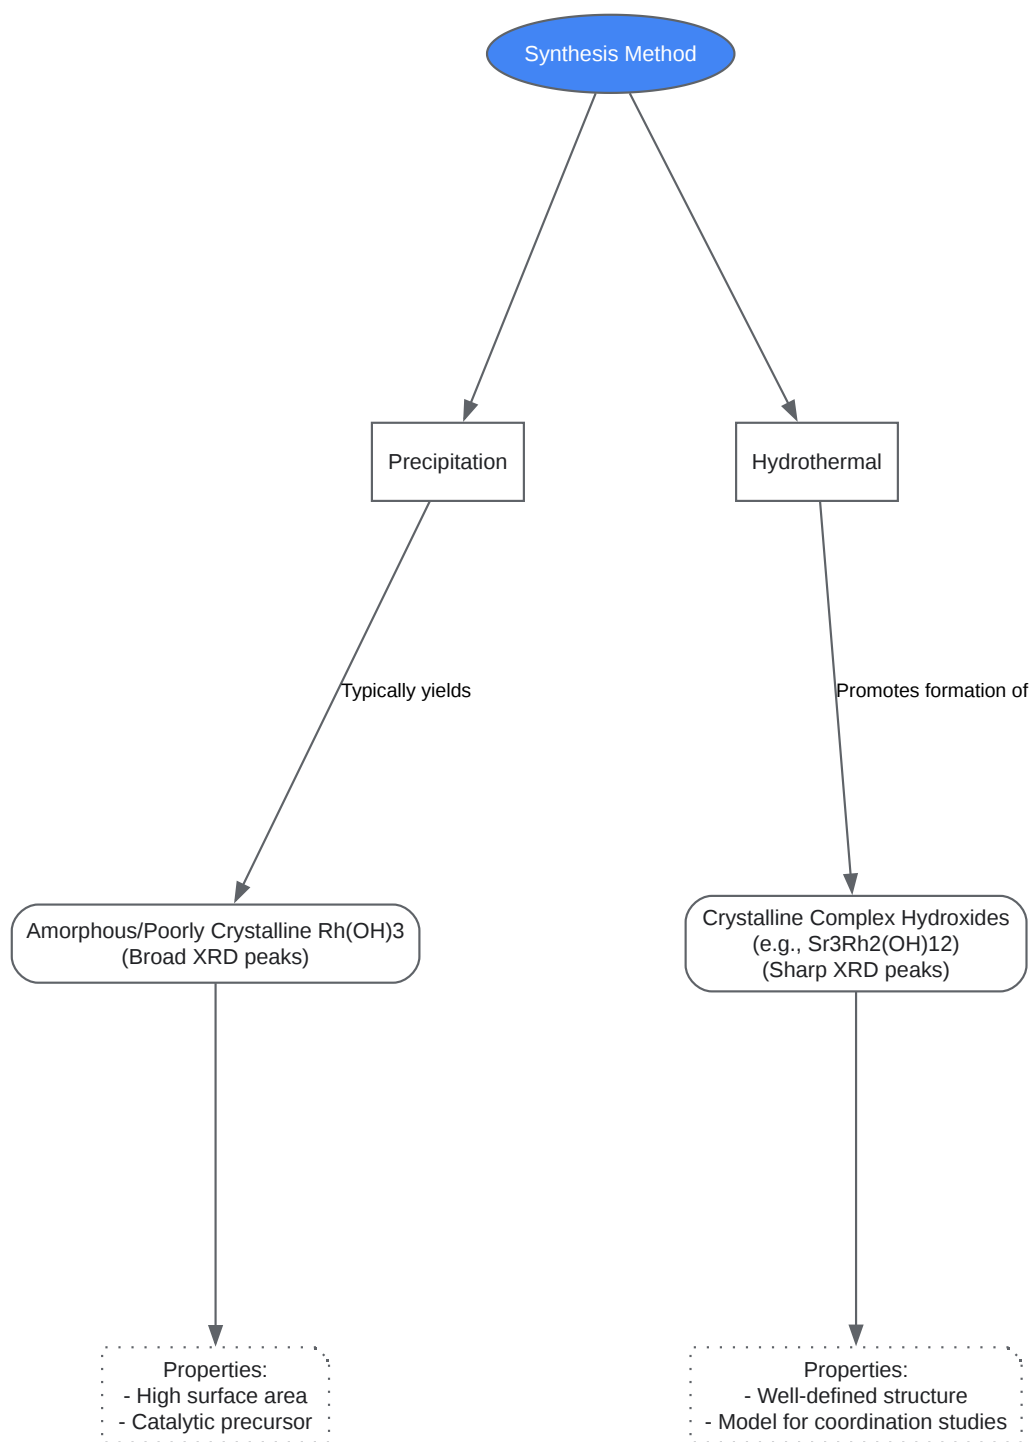 Synthesis Method
Precipitation
Hydrothermal
Typically yields
Promotes formation of
Amorphous/Poorly Crystalline Rh(OH)3
(Broad XRD peaks)
Crystalline Complex Hydroxides
(e.g., Sr3Rh2(OH)12)
(Sharp XRD peaks)
Properties:
- High surface area
- Catalytic precursor
Properties:
- Well-defined structure
- Model for coordination studies